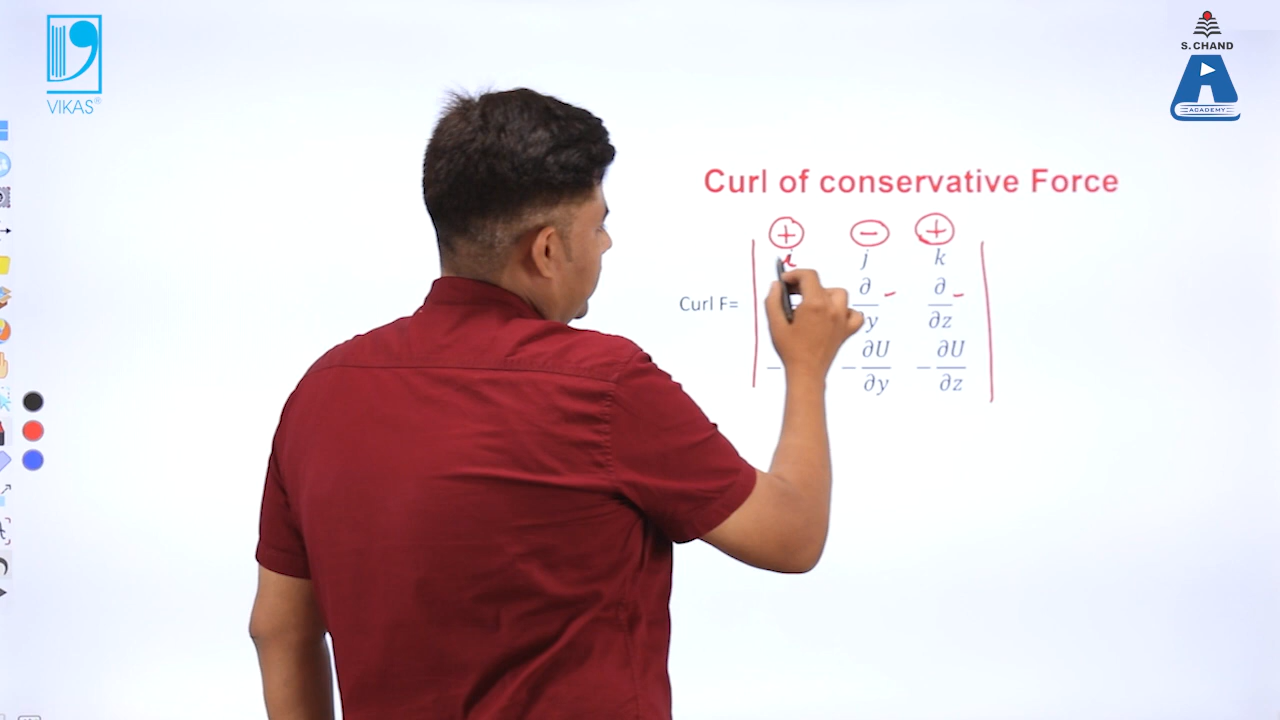 VIKAS®
S. CHAND
ACADEMY
Curl of conservative Force
+ − +
i j k
Curl F=
∂ ∂
y ∂z
− − ∂U − ∂U
∂y ∂z